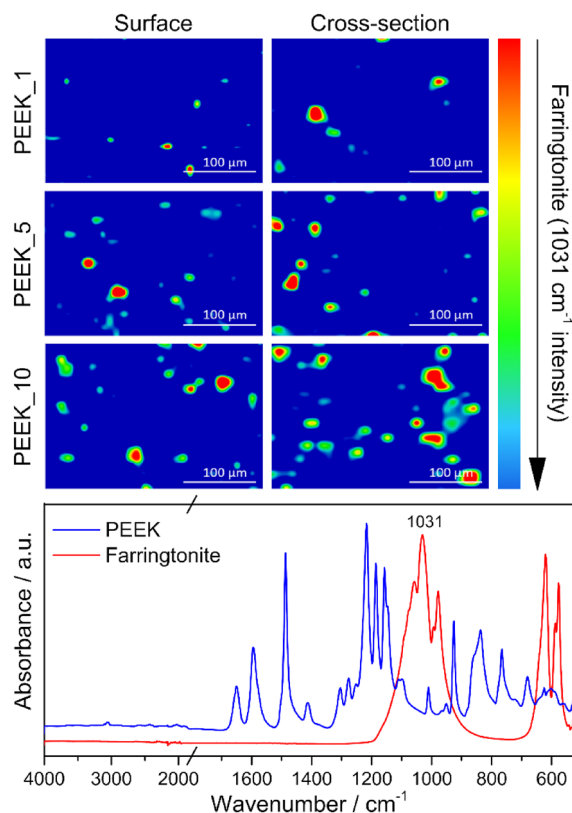 Surface
Cross-section
PEEK_1
100 µm
100 µm
PEEK_5
100 µm
100 µm
PEEK_10
100 µm
100 µm
Farringtonite (1031 cm⁻¹ intensity)
PEEK
Farringtonite
1031
Absorbance / a.u.
4000 3000 2000 1600 1400 1200 1000 800 600
Wavenumber / cm⁻¹